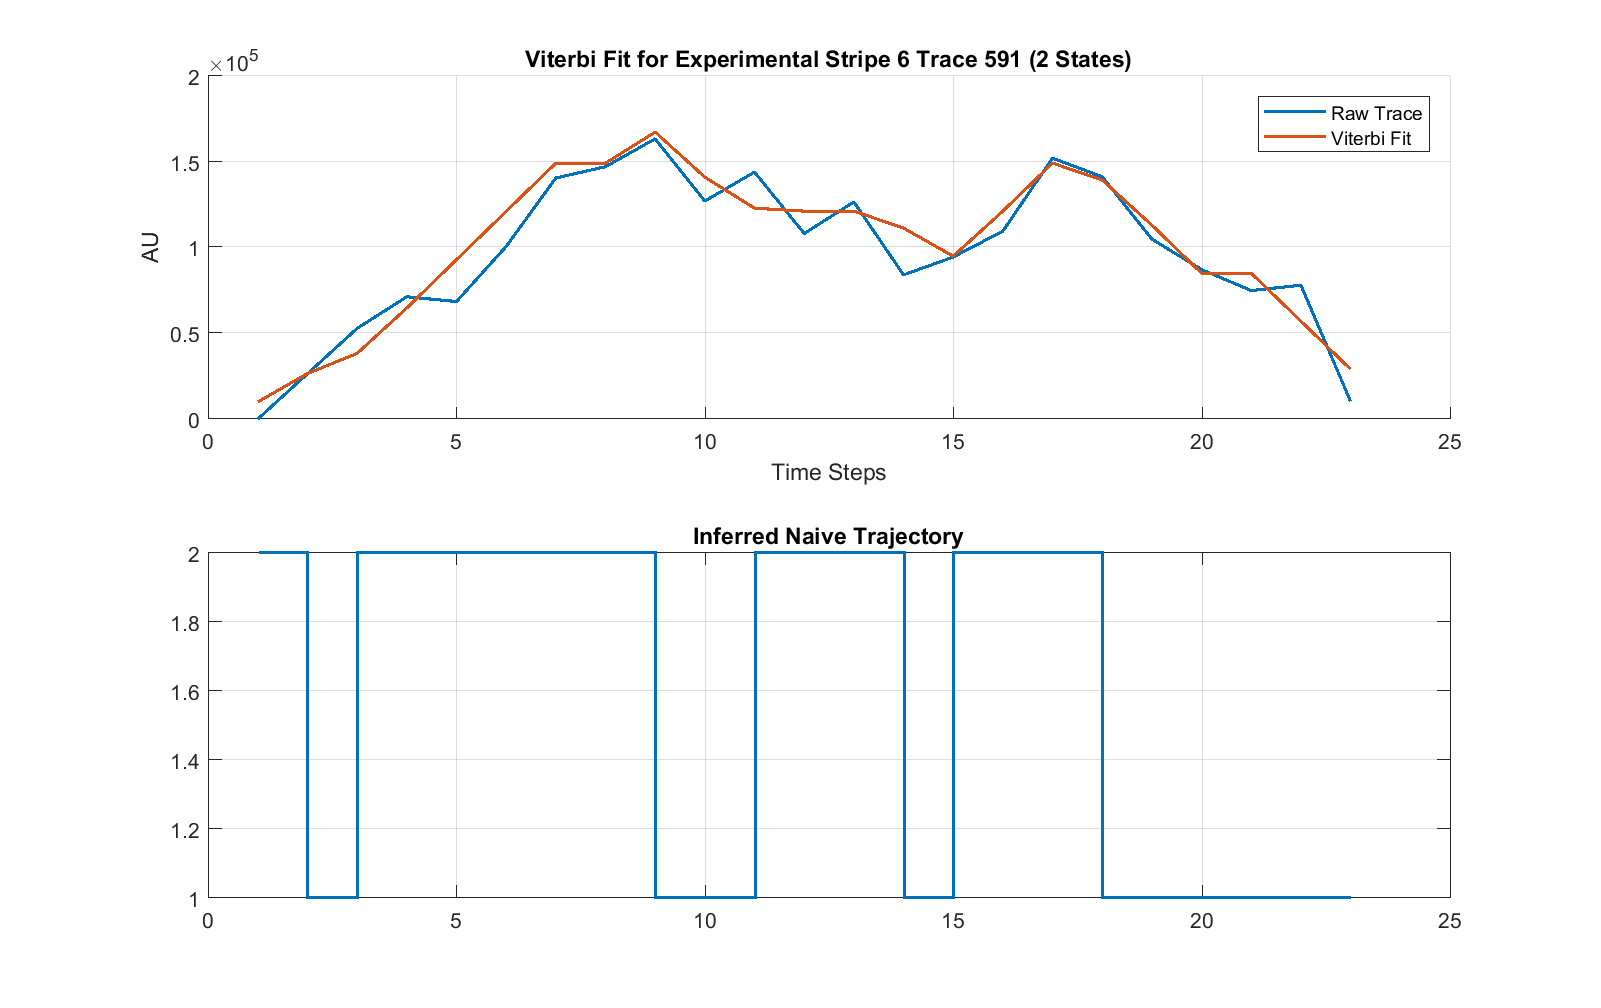 Viterbi Fit for Experimental Stripe 6 Trace 591 (2 States)
×10^5
2
1.5
1
0.5
0
AU
Raw Trace
Viterbi Fit
0 5 10 15 20 25
Time Steps
Inferred Naive Trajectory
2
1.8
1.6
1.4
1.2
1
0 5 10 15 20 25